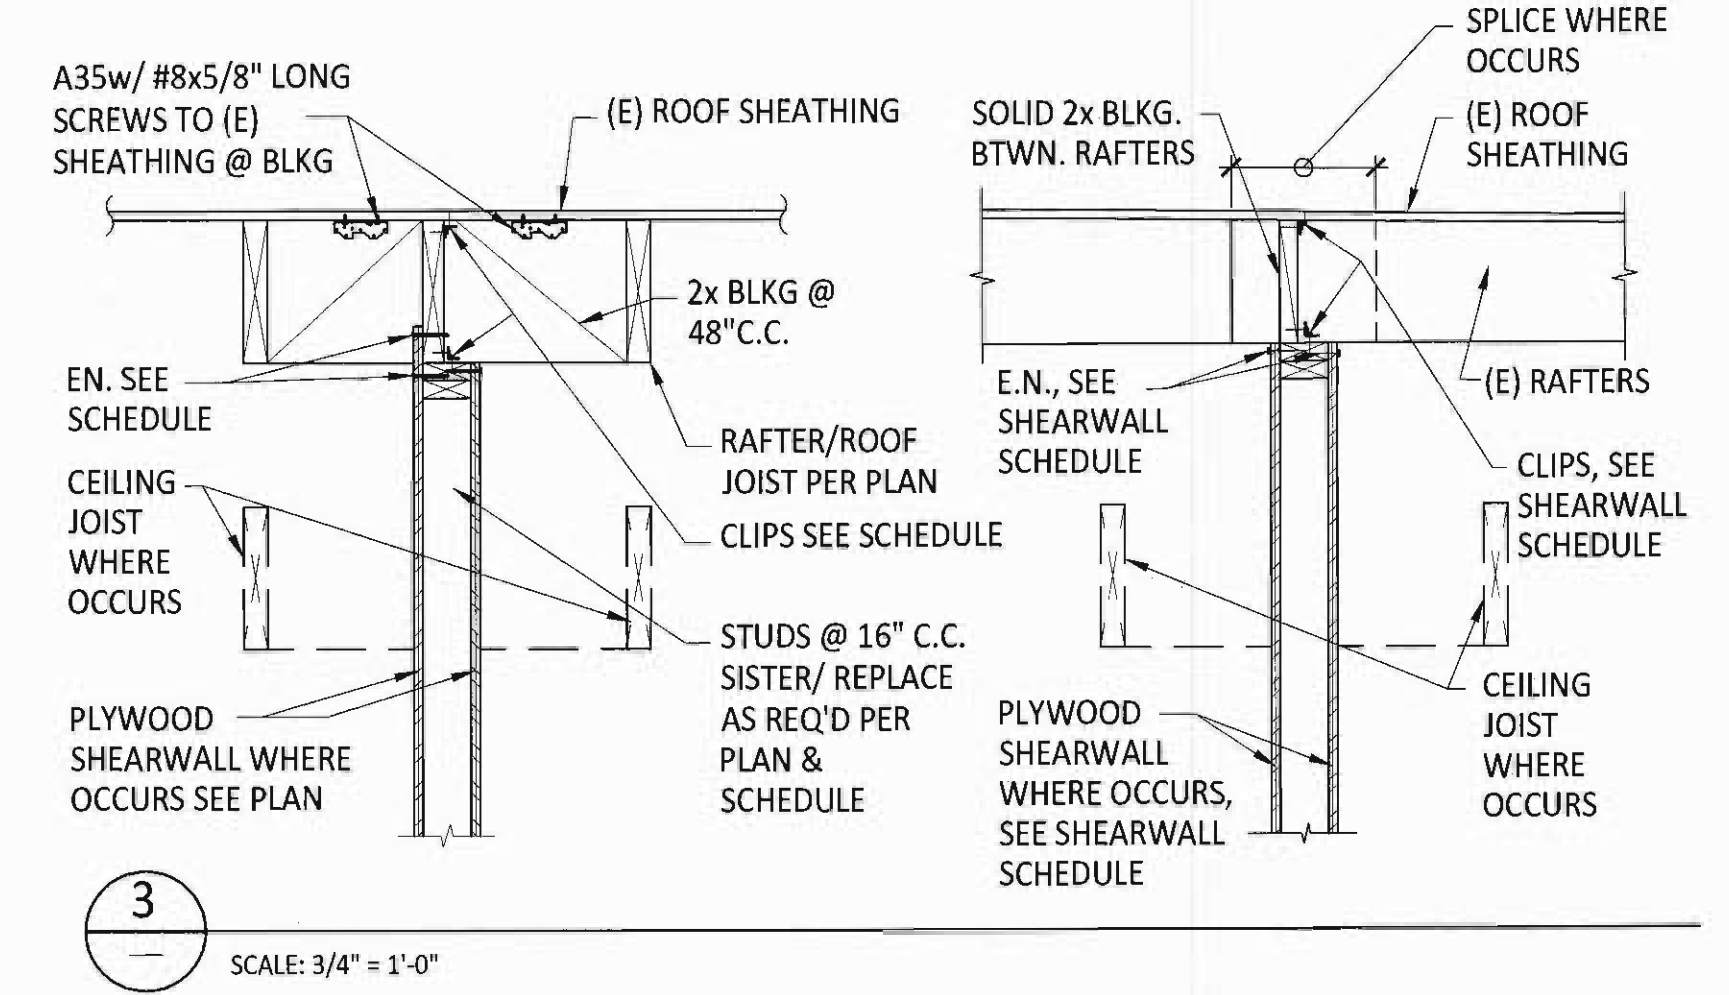 A35w/ #8x5/8" LONG
SCREWS TO (E)
SHEATHING @ BLKG
(E) ROOF SHEATHING
2x BLKG @
48"C.C.
EN. SEE
SCHEDULE
RAFTER/ROOF
JOIST PER PLAN
CEILING
JOIST
WHERE
OCCURS
CLIPS SEE SCHEDULE
STUDS @ 16" C.C.
SISTER/ REPLACE
AS REQ'D PER
PLAN &
SCHEDULE
PLYWOOD
SHEARWALL WHERE
OCCURS SEE PLAN
SPLICE WHERE
OCCURS
SOLID 2x BLKG.
BTWN. RAFTERS
(E) ROOF
SHEATHING
E.N., SEE
SHEARWALL
SCHEDULE
(E) RAFTERS
CLIPS, SEE
SHEARWALL
SCHEDULE
PLYWOOD
SHEARWALL
WHERE OCCURS,
SEE SHEARWALL
SCHEDULE
CEILING
JOIST
WHERE
OCCURS
3
SCALE: 3/4" = 1'-0"